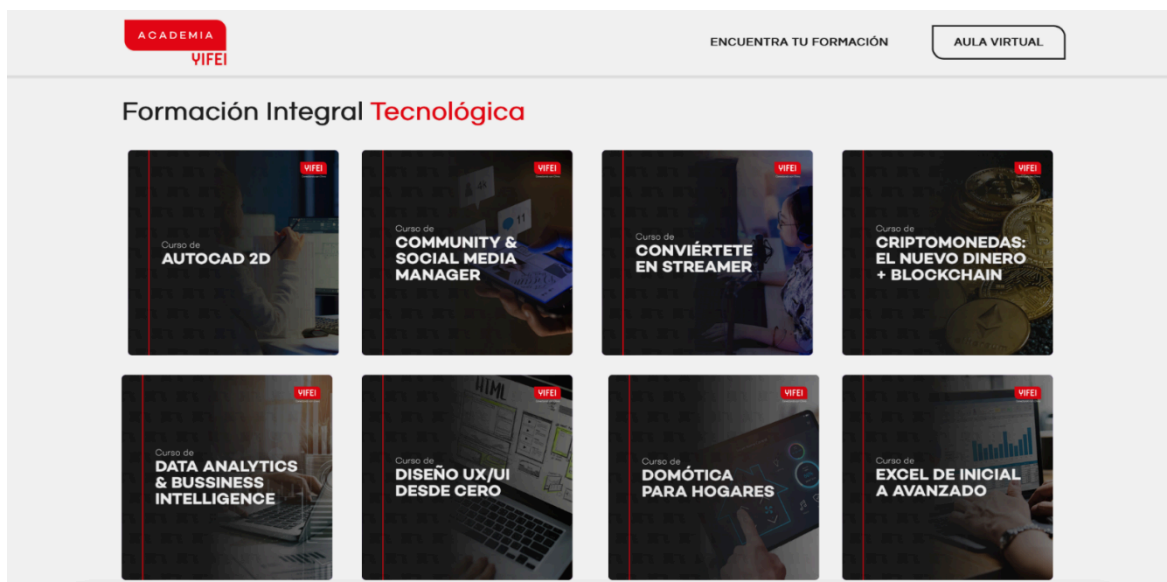 ACADEMIA
YIFEI
ENCUENTRA TU FORMACIÓN
AULA VIRTUAL
Formación Integral Tecnológica
YIFEI
Curso de
AUTOCAD 2D
YIFEI
Curso de
COMMUNITY &
SOCIAL MEDIA
MANAGER
YIFEI
Curso de
CONVIÉRTETE
EN STREAMER
YIFEI
Curso de
CRIPTOMONEDAS:
EL NUEVO DINERO
+ BLOCKCHAIN
YIFEI
Curso de
DATA ANALYTICS
& BUSSINESS
INTELLIGENCE
HTML
YIFEI
Curso de
DISEÑO UX/UI
DESDE CERO
YIFEI
Curso de
DOMÓTICA
PARA HOGARES
YIFEI
Curso de
EXCEL DE INICIAL
A AVANZADO